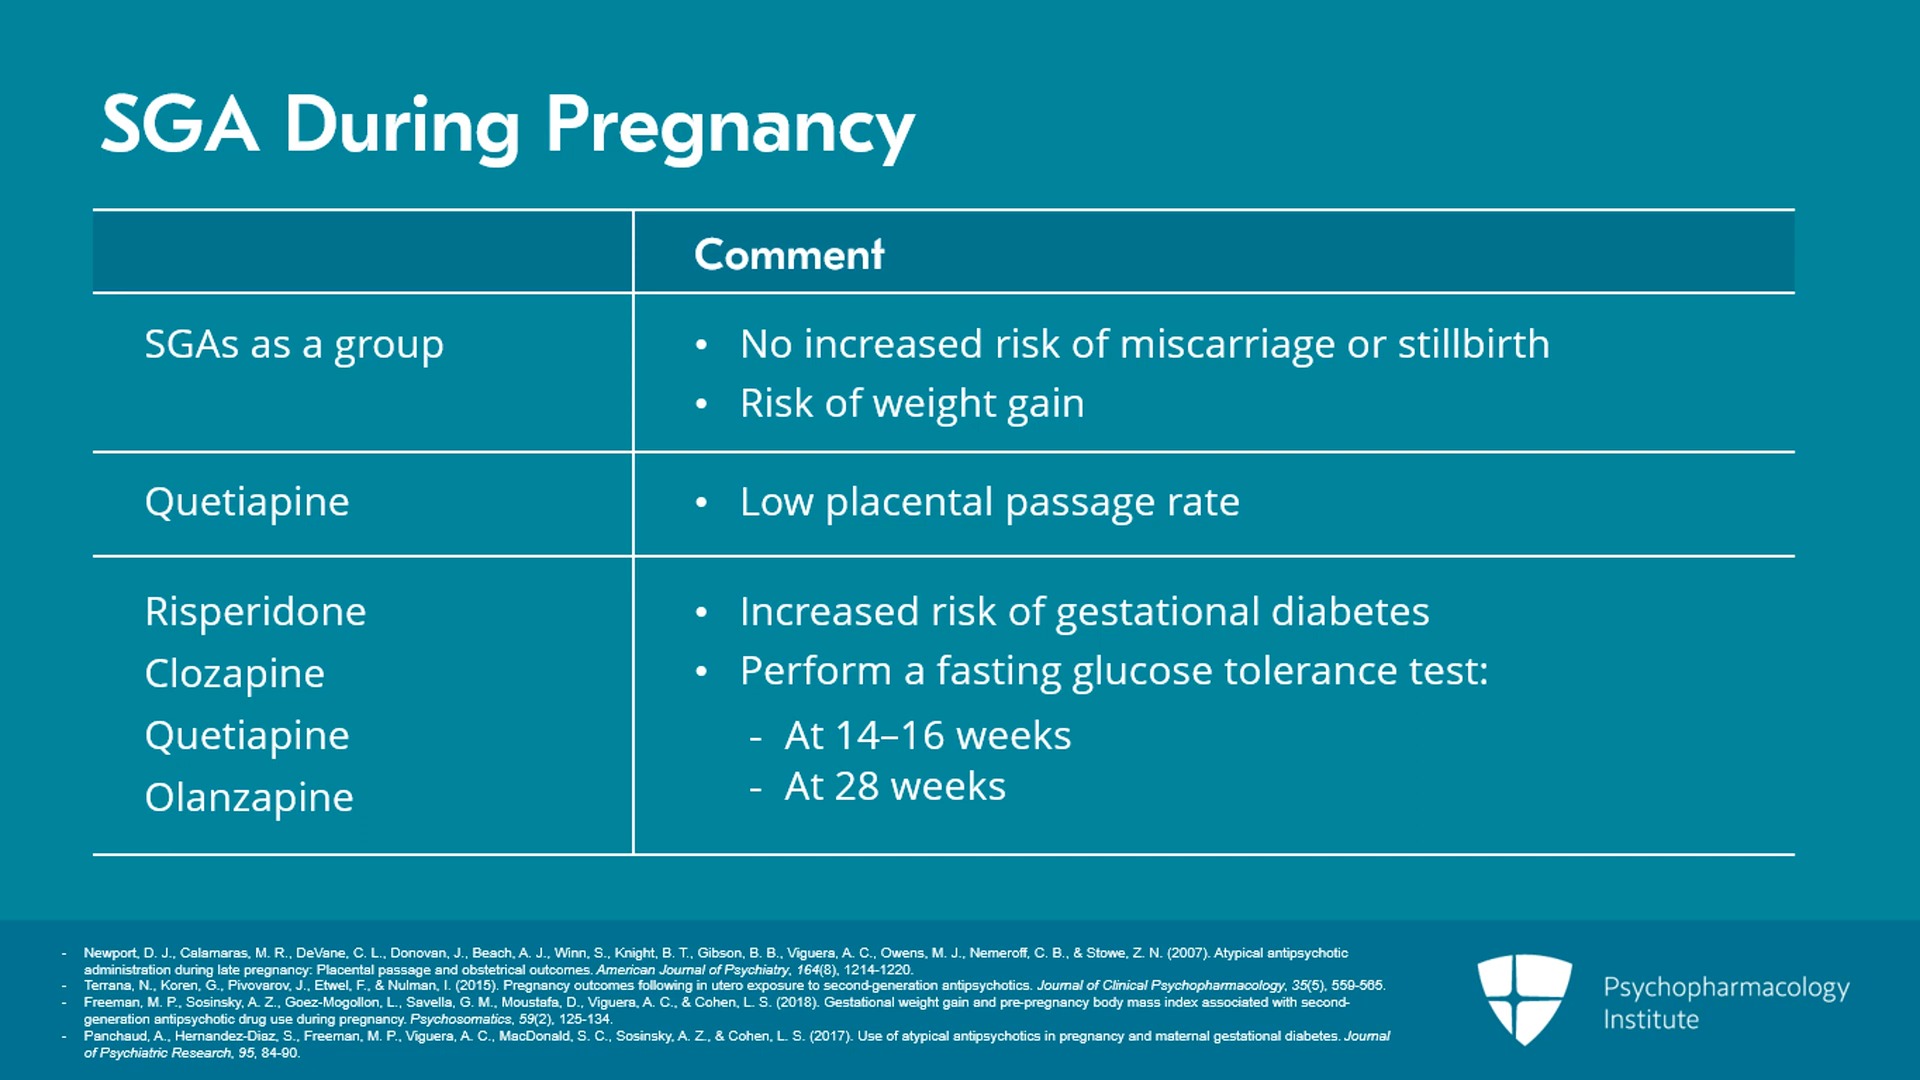 SGA During Pregnancy
Comment
SGAs as a group
• No increased risk of miscarriage or stillbirth
• Risk of weight gain
Quetiapine
• Low placental passage rate
Risperidone
Clozapine
Quetiapine
Olanzapine
• Increased risk of gestational diabetes
• Perform a fasting glucose tolerance test:
- At 14–16 weeks
- At 28 weeks
- Newport, D. J., Calamaras, M. R., DeVane, C. L., Donovan, J., Beach, A. J., Winn, S., Knight, B. T., Gibson, B. B., Viguera, A. C., Owens, M. J., Nemeroff, C. B., & Stowe, Z. N. (2007). Atypical antipsychotic
administration during late pregnancy: Placental passage and obstetrical outcomes. American Journal of Psychiatry, 164(8), 1214-1220.
- Terrana, N., Koren, G., Pivovarov, J., Etwel, F., & Nulman, I. (2015). Pregnancy outcomes following in utero exposure to second-generation antipsychotics. Journal of Clinical Psychopharmacology, 35(5), 559-565.
- Freeman, M. P., Sosinsky, A. Z., Goez-Mogollon, L., Savella, G. M., Moustafa, D., Viguera, A. C., & Cohen, L. S. (2018). Gestational weight gain and pre-pregnancy body mass index associated with second-
generation antipsychotic drug use during pregnancy. Psychosomatics, 59(2), 125-134.
- Panchaud, A., Hernandez-Diaz, S., Freeman, M. P., Viguera, A. C., MacDonald, S. C., Sosinsky, A. Z., & Cohen, L. S. (2017). Use of atypical antipsychotics in pregnancy and maternal gestational diabetes. Journal
of Psychiatric Research, 95, 84-90.
Psychopharmacology
Institute